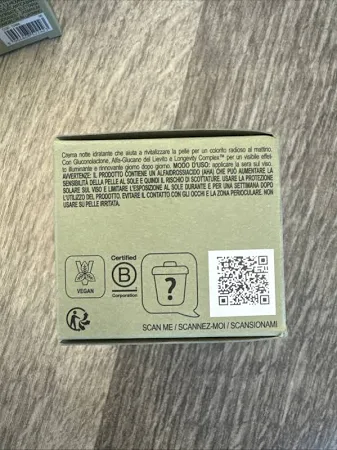 Crema notte idratante che aiuta a rivitalizzare la pelle per un colorito radioso al mattino.
Con Gluconolactone, Alfa-Glucano del Lievito e Longevity Complex™ per un visibile effetto
illuminante e rinnovante giorno dopo giorno. MODO D'USO: applicare la sera sul viso.
AVVERTENZE: IL PRODOTTO CONTIENE UN ALFAIDROSSIACIDO (AHA) CHE PUÒ AUMENTARE LA
SENSIBILITÀ DELLA PELLE AL SOLE E QUINDI IL RISCHIO DI SCOTTATURE. USARE LA PROTEZIONE
SOLARE SUL VISO E LIMITARE L'ESPOSIZIONE AL SOLE DURANTE E PER UNA SETTIMANA DOPO
L'UTILIZZO DEL PRODOTTO, EVITARE IL CONTATTO CON GLI OCCHI E LA ZONA PERIOCULARE. NON
USARE SU PELLE IRRITATA.
VEGAN
Certified
B
Corporation
?
SCAN ME / SCANNEZ-MOI / SCANSIONAMI